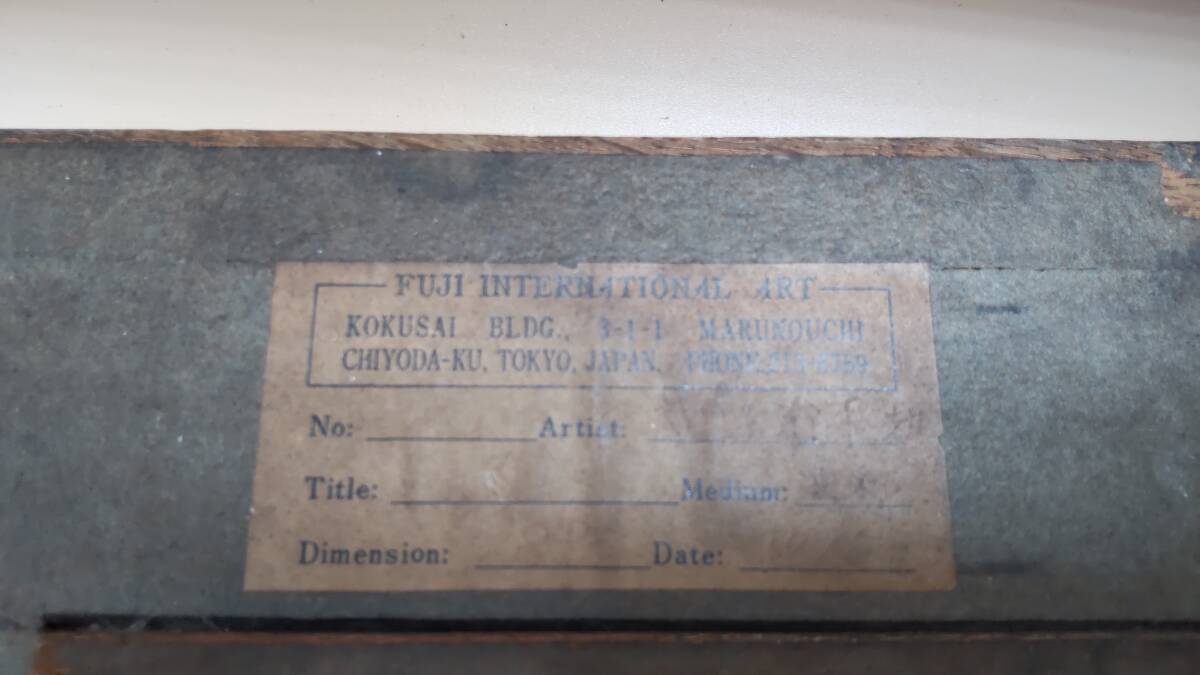 FUJI INTERNATIONAL ART
KOKUSAI BLDG., 3-1-1 MARUNOUCHI
CHIYODA-KU, TOKYO, JAPAN. PHONE
No: Artist:
Title: Medium:
Dimension: Date: